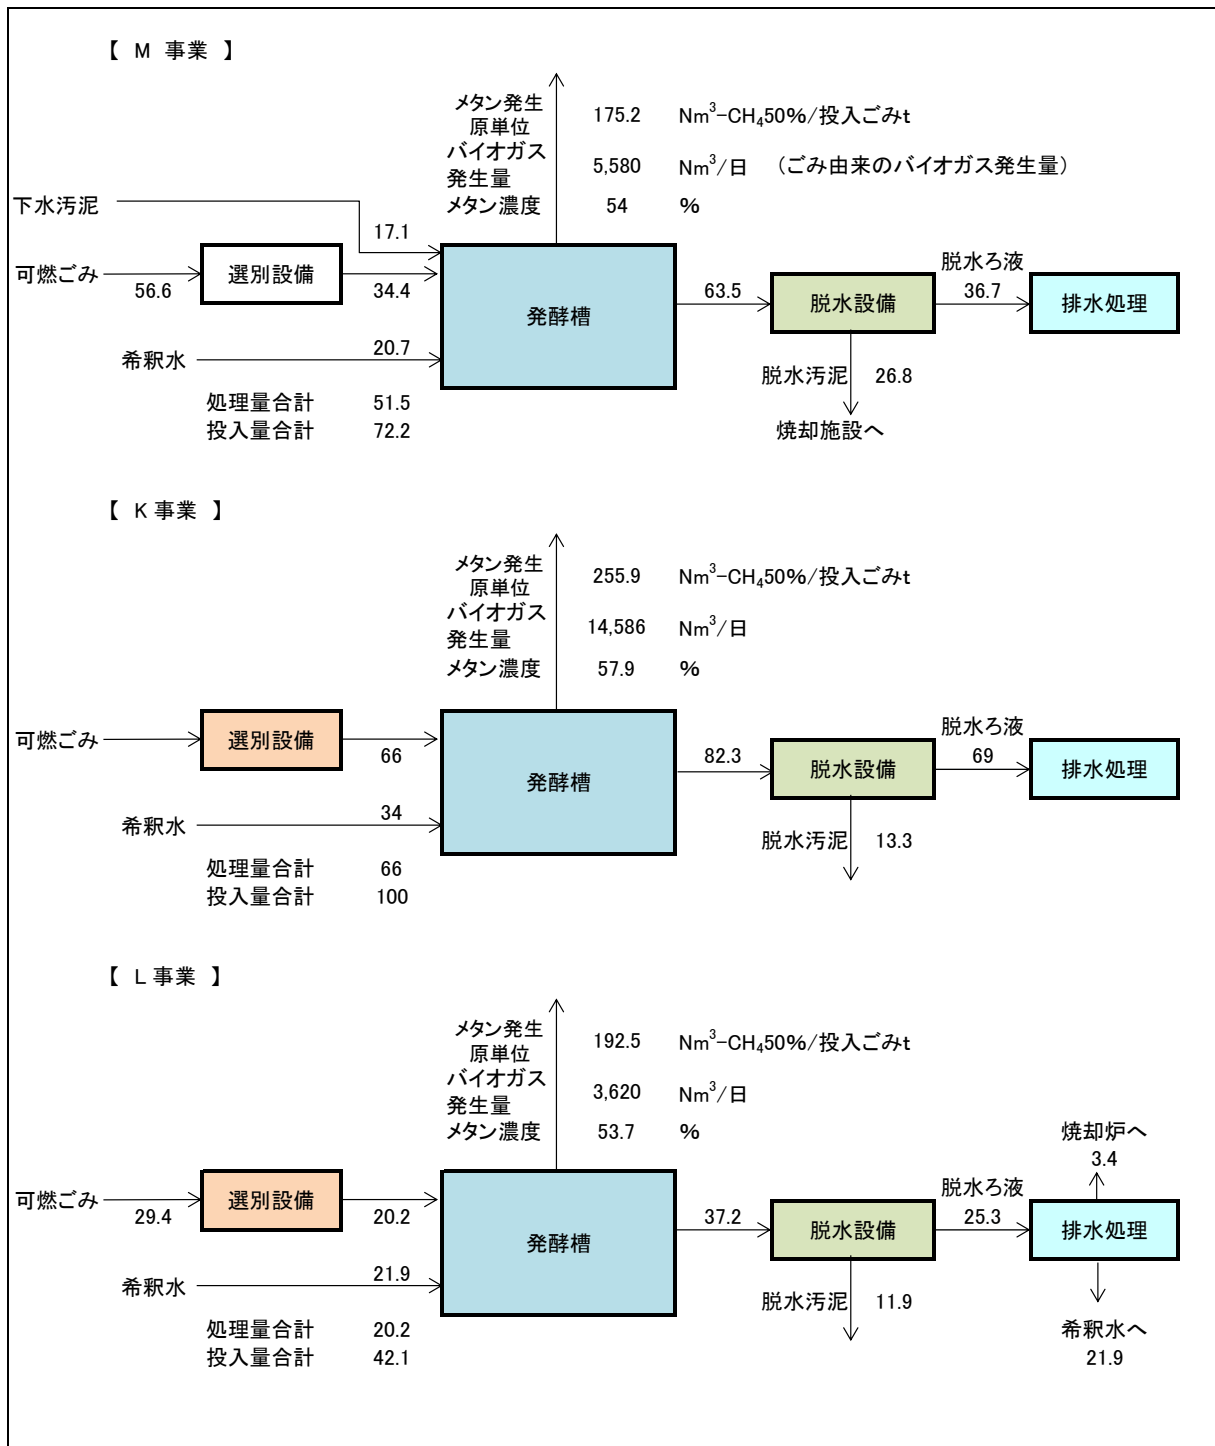 【 M 事業 】
メタン発生
原単位
175.2 Nm³-CH₄50%/投入ごみt
バイオガス
発生量
5,580 Nm³/日 （ごみ由来のバイオガス発生量）
メタン濃度 54 %
下水汚泥
17.1
可燃ごみ
56.6
選別設備
34.4
発酵槽
63.5
脱水設備
脱水ろ液
36.7
排水処理
希釈水
20.7
脱水汚泥 26.8
焼却施設へ
処理量合計 51.5
投入量合計 72.2
【 K 事業 】
メタン発生
原単位
255.9 Nm³-CH₄50%/投入ごみt
バイオガス
発生量
14,586 Nm³/日
メタン濃度 57.9 %
可燃ごみ
選別設備
66
発酵槽
82.3
脱水設備
脱水ろ液
69
排水処理
希釈水
34
脱水汚泥 13.3
処理量合計 66
投入量合計 100
【 L 事業 】
メタン発生
原単位
192.5 Nm³-CH₄50%/投入ごみt
バイオガス
発生量
3,620 Nm³/日
メタン濃度 53.7 %
焼却炉へ
3.4
可燃ごみ
29.4
選別設備
20.2
発酵槽
37.2
脱水設備
脱水ろ液
25.3
排水処理
希釈水
21.9
脱水汚泥 11.9
希釈水へ
21.9
処理量合計 20.2
投入量合計 42.1